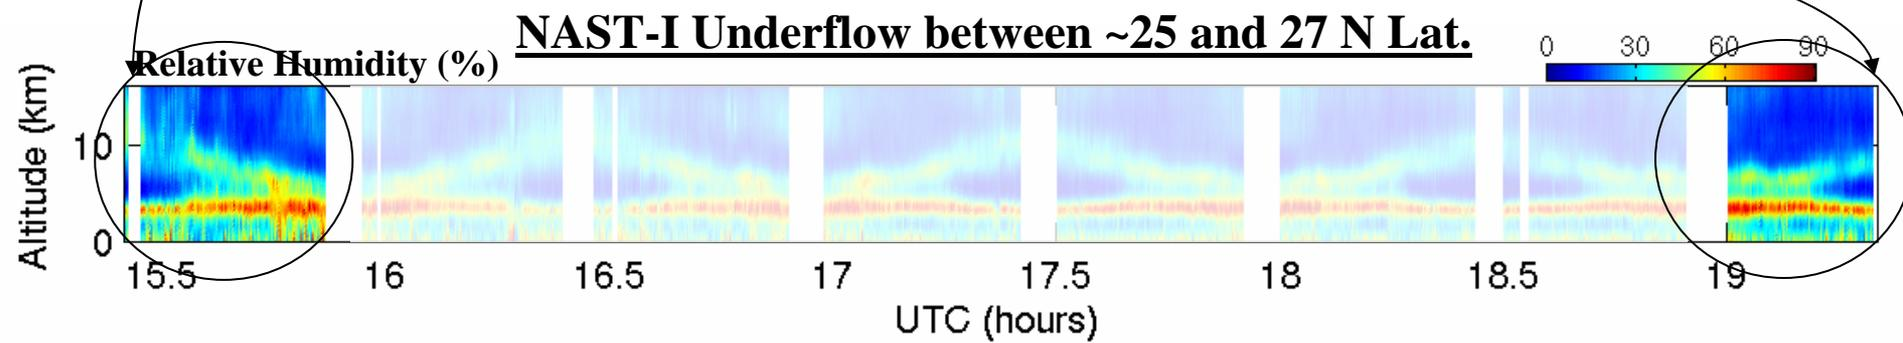 NAST-I Underflow between ~25 and 27 N Lat.
Relative Humidity (%)
0 30 60 90
Altitude (km)
10
0
15.5 16 16.5 17 17.5 18 18.5 19
UTC (hours)